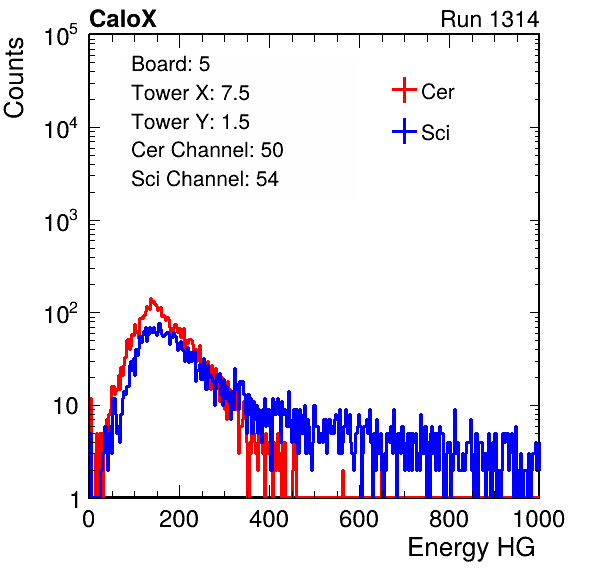 CaloX Run 1314
Counts
Board: 5
Tower X: 7.5
Tower Y: 1.5
Cer Channel: 50
Sci Channel: 54
Cer
Sci
10^5
10^4
10^3
10^2
10
1
0 200 400 600 800 1000
Energy HG